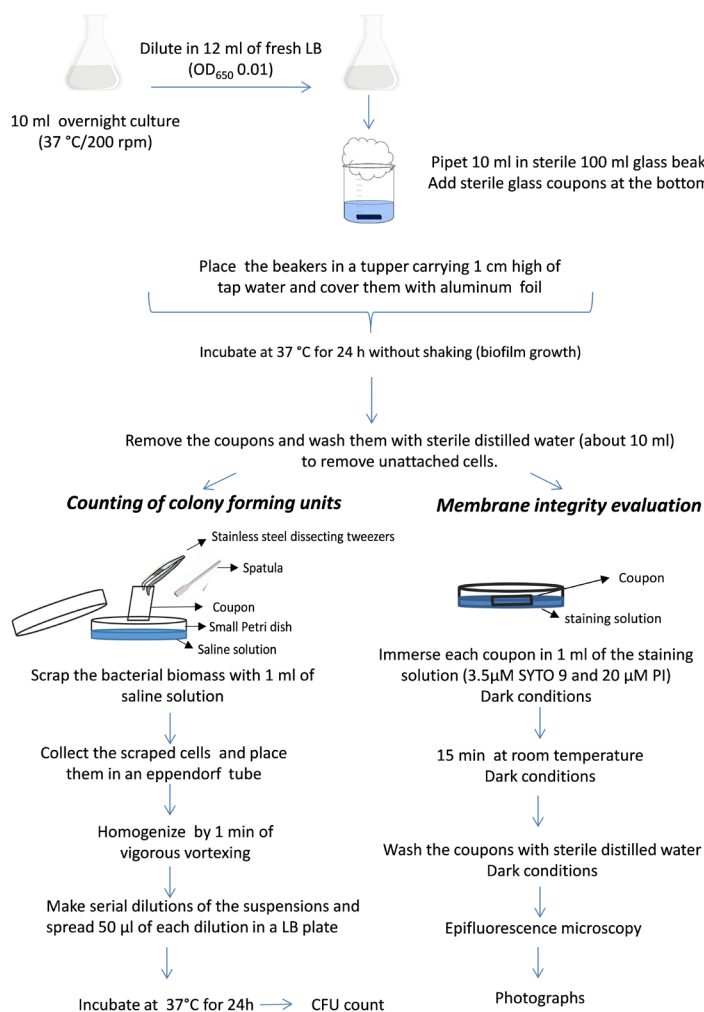 Dilute in 12 ml of fresh LB
(OD650 0.01)
10 ml overnight culture
(37 °C/200 rpm)
Pipet 10 ml in sterile 100 ml glass beak
Add sterile glass coupons at the bottom
Place the beakers in a tupper carrying 1 cm high of
tap water and cover them with aluminum foil
Incubate at 37 °C for 24 h without shaking (biofilm growth)
Remove the coupons and wash them with sterile distilled water (about 10 ml)
to remove unattached cells.
Counting of colony forming units
Stainless steel dissecting tweezers
Spatula
Coupon
Small Petri dish
Saline solution
Scrap the bacterial biomass with 1 ml of
saline solution
Collect the scraped cells and place
them in an eppendorf tube
Homogenize by 1 min of
vigorous vortexing
Make serial dilutions of the suspensions and
spread 50 µl of each dilution in a LB plate
Incubate at 37°C for 24h
CFU count
Membrane integrity evaluation
Coupon
staining solution
Immerse each coupon in 1 ml of the staining
solution (3.5µM SYTO 9 and 20 µM PI)
Dark conditions
15 min at room temperature
Dark conditions
Wash the coupons with sterile distilled water
Dark conditions
Epifluorescence microscopy
Photographs